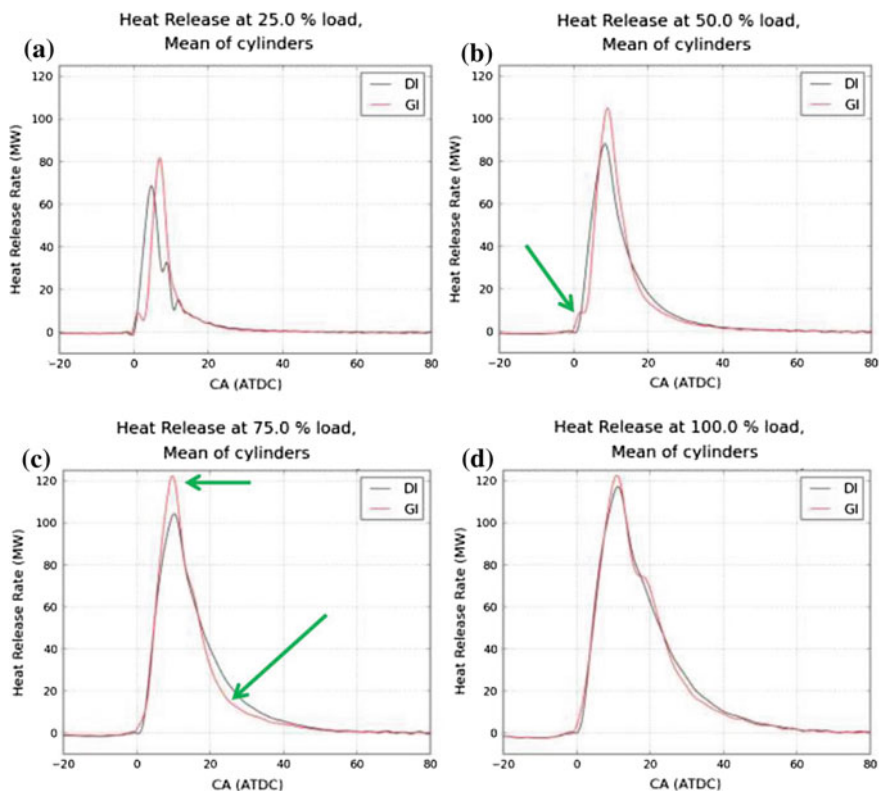 Heat Release at 25.0 % load,
Mean of cylinders
(a)
120
100
80
60
40
20
0
Heat Release Rate (MW)
DI
GI
−20
0
20
40
60
80
CA (ATDC)
Heat Release at 50.0 % load,
Mean of cylinders
(b)
120
100
80
60
40
20
0
Heat Release Rate (MW)
DI
GI
−20
0
20
40
60
80
CA (ATDC)
Heat Release at 75.0 % load,
Mean of cylinders
(c)
120
100
80
60
40
20
0
Heat Release Rate (MW)
DI
GI
−20
0
20
40
60
80
CA (ATDC)
Heat Release at 100.0 % load,
Mean of cylinders
(d)
120
100
80
60
40
20
0
Heat Release Rate (MW)
DI
GI
−20
0
20
40
60
80
CA (ATDC)